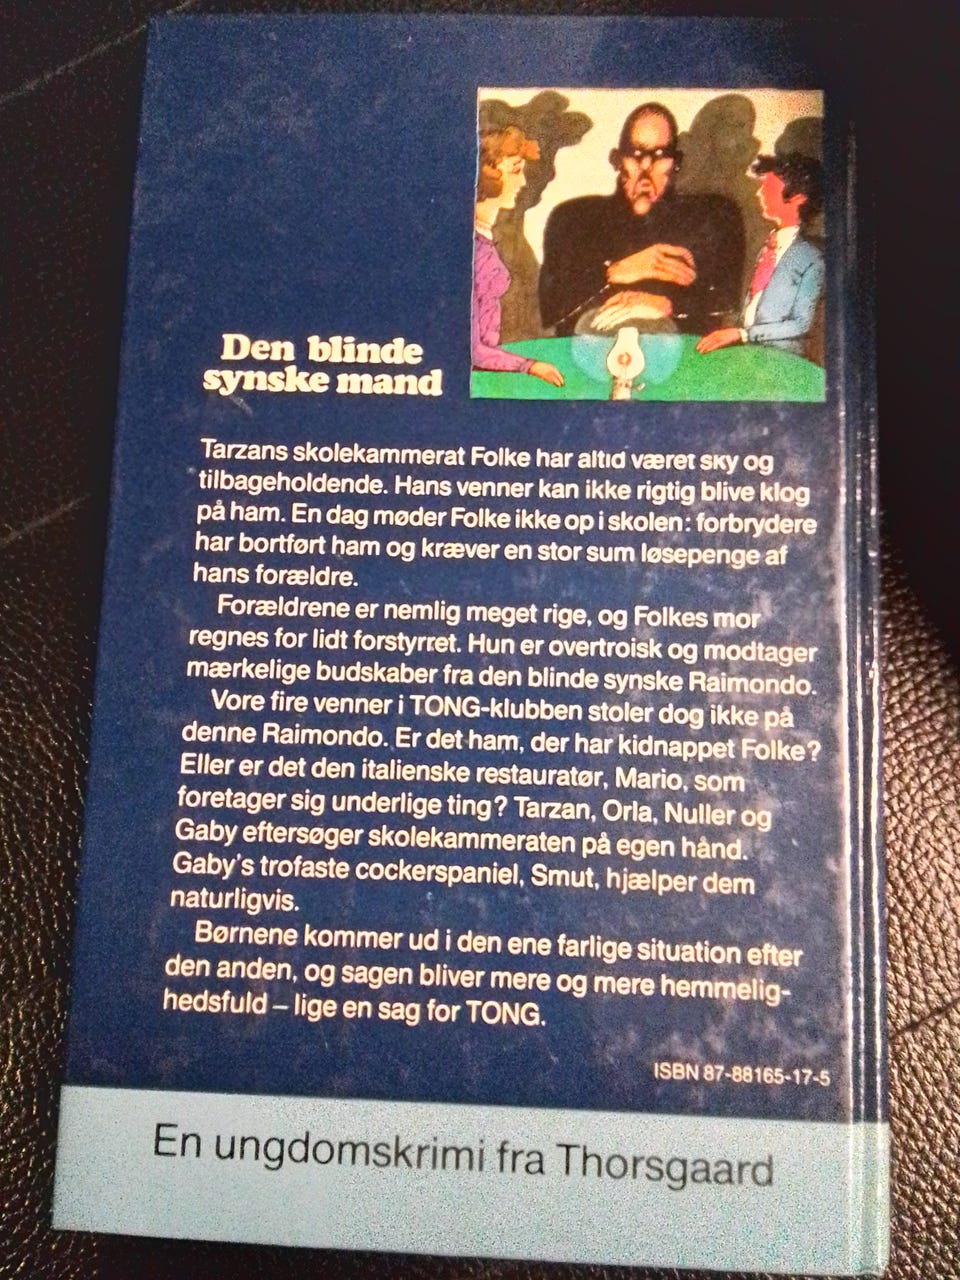 Den blinde
synske mand
Tarzans skolekammerat Folke har altid været sky og
tilbageholdende. Hans venner kan ikke rigtig blive klog
på ham. En dag møder Folke ikke op i skolen: forbrydere
har bortført ham og kræver en stor sum løsepenge af
hans forældre.
Forældrene er nemlig meget rige, og Folkes mor
regnes for lidt forstyrret. Hun er overtroisk og modtager
mærkelige budskaber fra den blinde synske Raimondo.
Vore fire venner i TONG-klubben stoler dog ikke på
denne Raimondo. Er det ham, der har kidnappet Folke?
Eller er det den italienske restauratør, Mario, som
foretager sig underlige ting? Tarzan, Orla, Nuller og
Gaby eftersøger skolekammeraten på egen hånd.
Gaby's trofaste cockerspaniel, Smut, hjælper dem
naturligvis.
Børnene kommer ud i den ene farlige situation efter
den anden, og sagen bliver mere og mere hemmelig-
hedsfuld – lige en sag for TONG.
ISBN 87-88165-17-5
En ungdomskrimi fra Thorsgaard